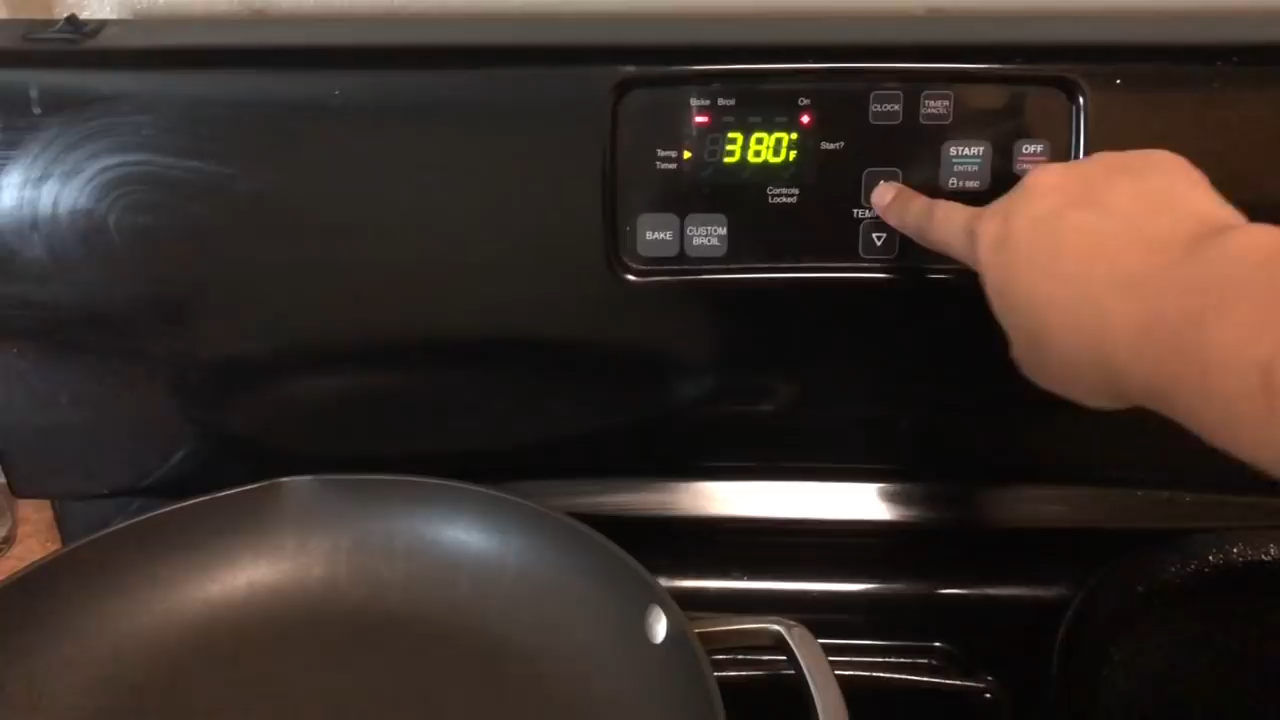 Bake Broil On
CLOCK
TIMER
CANCEL
Temp
Timer
380°F
Start?
START
ENTER
5 SEC
OFF
Controls
Locked
BAKE
CUSTOM
BROIL